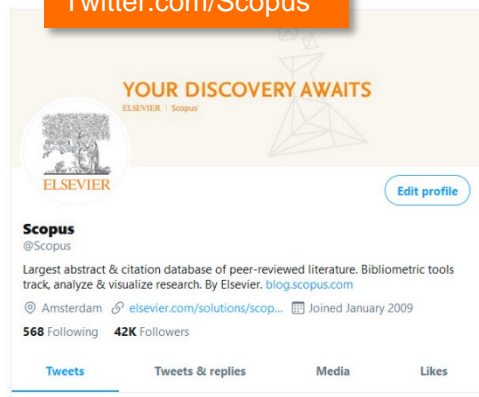 Twitter.com/Scopus
YOUR DISCOVERY AWAITS
ELSEVIER | Scopus
ELSEVIER
Edit profile
Scopus
@Scopus
Largest abstract & citation database of peer-reviewed literature. Bibliometric tools
track, analyze & visualize research. By Elsevier. blog.scopus.com
Amsterdam elsevier.com/solutions/scop... Joined January 2009
568 Following 42K Followers
Tweets Tweets & replies Media Likes